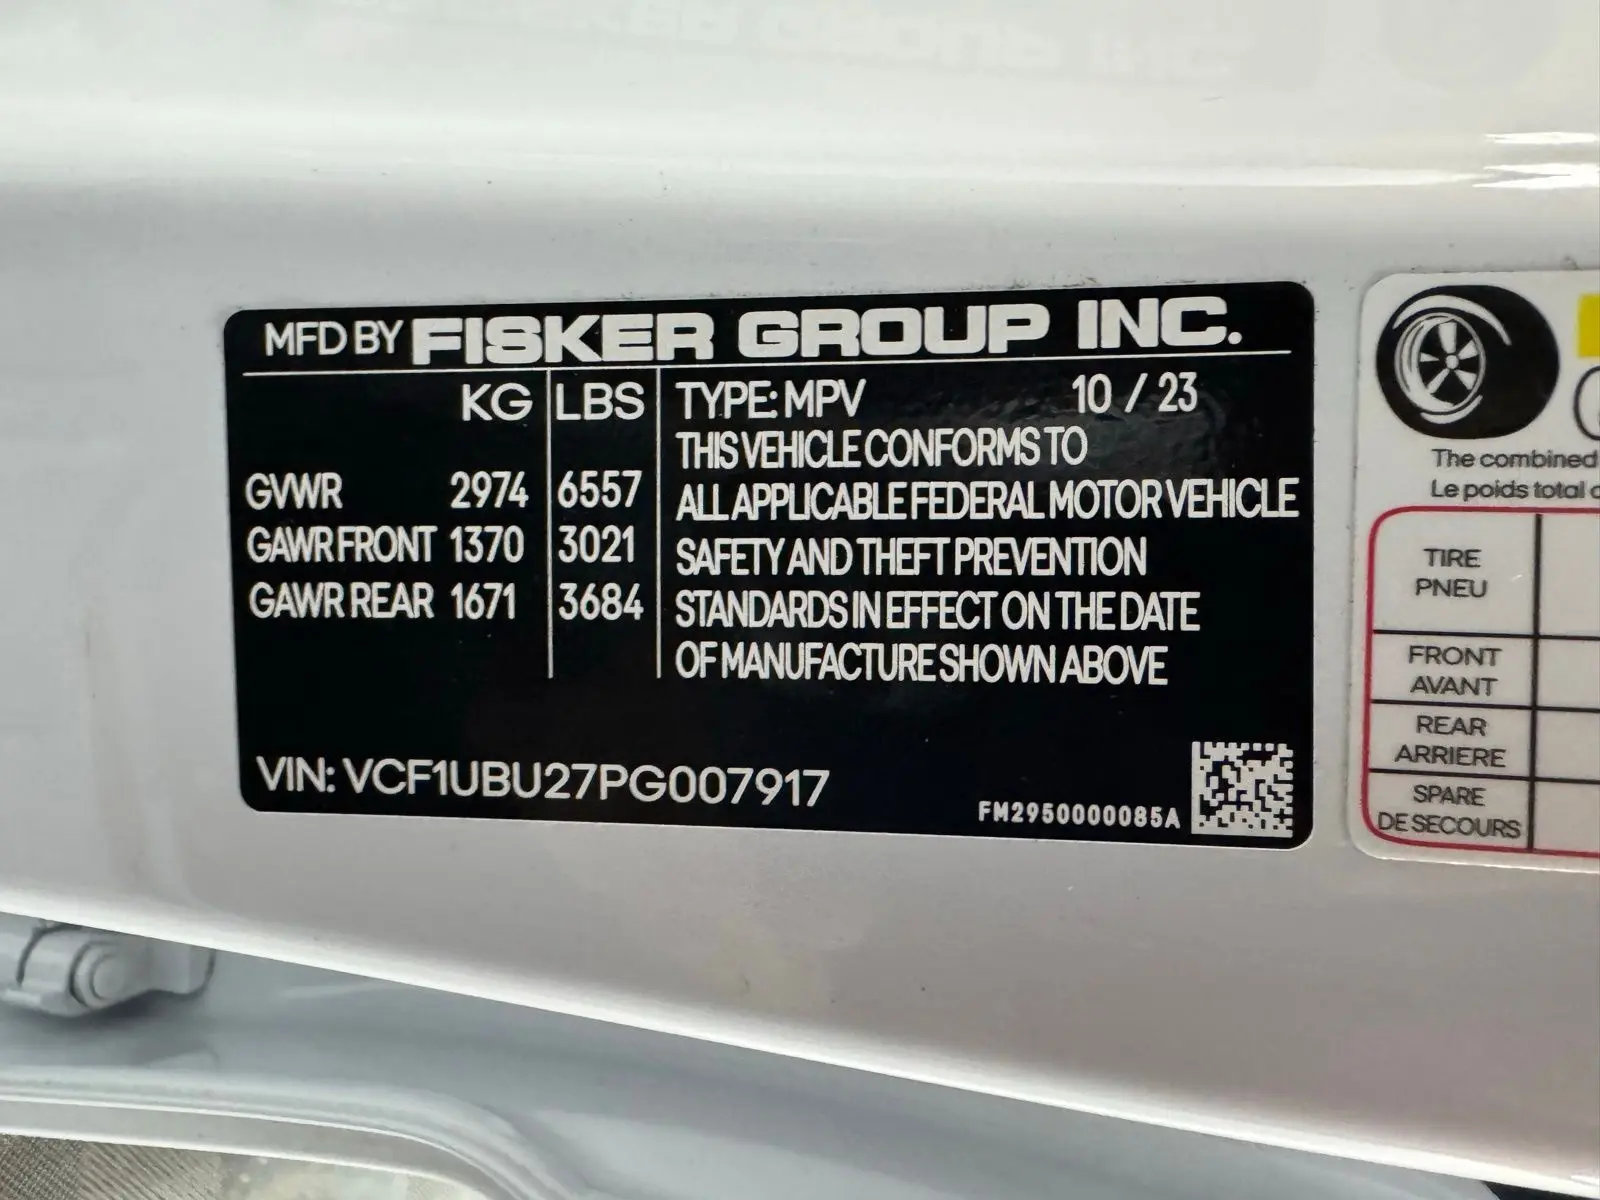 MFD BY FISKER GROUP INC.
KG LBS
GVWR 2974 6557
GAWR FRONT 1370 3021
GAWR REAR 1671 3684
TYPE: MPV 10 / 23
THIS VEHICLE CONFORMS TO
ALL APPLICABLE FEDERAL MOTOR VEHICLE
SAFETY AND THEFT PREVENTION
STANDARDS IN EFFECT ON THE DATE
OF MANUFACTURE SHOWN ABOVE
VIN: VCF1UBU27PG007917
FM2950000085A
The combined
Le poids total
TIRE
PNEU
FRONT
AVANT
REAR
ARRIERE
SPARE
DE SECOURS